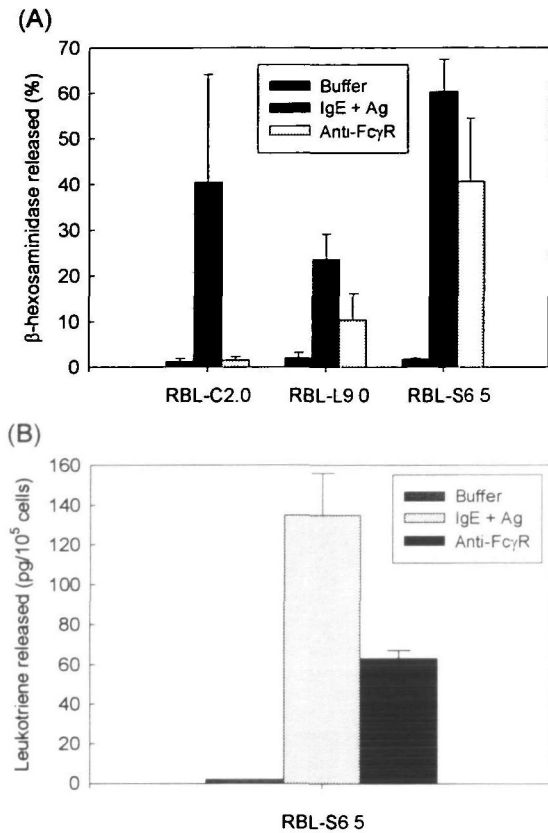 (A)
β-hexosaminidase released (%)
70
60
50
40
30
20
10
0
Buffer
IgE + Ag
Anti-FcγR
RBL-C2.0 RBL-L9 0 RBL-S6 5
(B)
Leukotriene released (pg/10⁵ cells)
160
140
120
100
80
60
40
20
0
Buffer
IgE + Ag
Anti-FcγR
RBL-S6 5